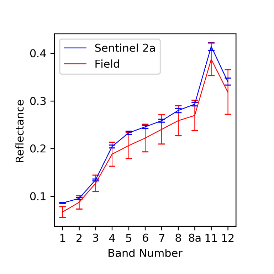 Sentinel 2a
Field
0.4
0.3
0.2
0.1
Reflectance
1 2 3 4 5 6 7 8 8a 11 12
Band Number